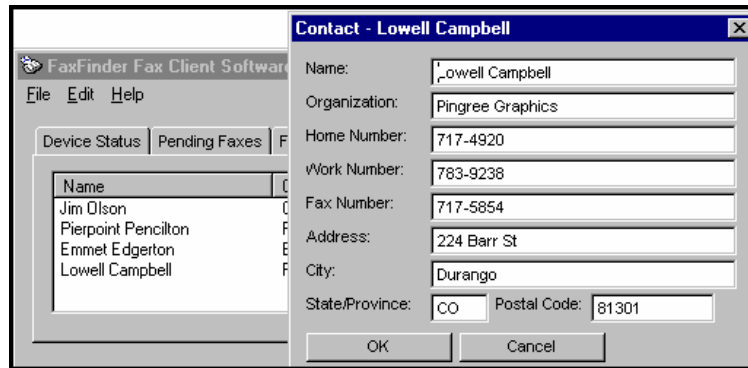 Contact - Lowell Campbell
FaxFinder Fax Client Softwar
File Edit Help
Device Status Pending Faxes F
Name
Jim Olson
Pierpoint Pencilton
Emmet Edgerton
Lowell Campbell
Name: Lowell Campbell
Organization: Pingree Graphics
Home Number: 717-4920
Work Number: 783-9238
Fax Number: 717-5854
Address: 224 Barr St
City: Durango
State/Province: CO Postal Code: 81301
OK Cancel